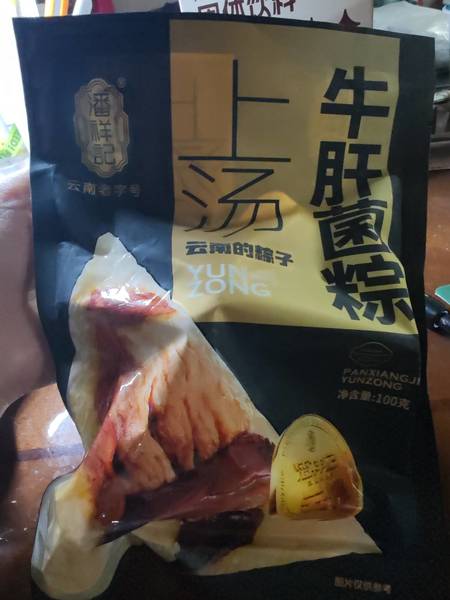 潘祥記
云南老字号
上汤
云南的粽子
YUN
ZONG
牛肝菌粽
PANXIANGJI
YUNZONG
净含量:100克
图片仅供参考